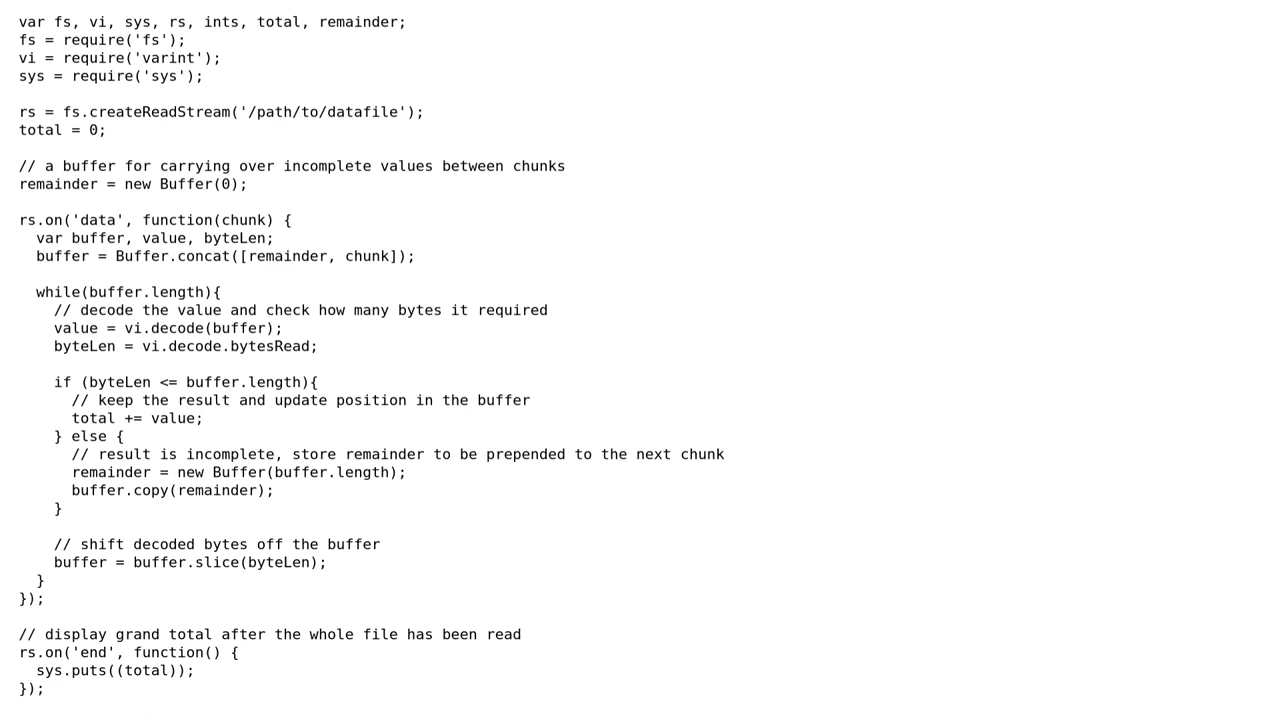 var fs, vi, sys, rs, ints, total, remainder;
fs = require('fs');
vi = require('varint');
sys = require('sys');

rs = fs.createReadStream('/path/to/datafile');
total = 0;

// a buffer for carrying over incomplete values between chunks
remainder = new Buffer(0);

rs.on('data', function(chunk) {
  var buffer, value, byteLen;
  buffer = Buffer.concat([remainder, chunk]);

  while(buffer.length){
    // decode the value and check how many bytes it required
    value = vi.decode(buffer);
    byteLen = vi.decode.bytesRead;

    if (byteLen <= buffer.length){
      // keep the result and update position in the buffer
      total += value;
    } else {
      // result is incomplete, store remainder to be prepended to the next chunk
      remainder = new Buffer(buffer.length);
      buffer.copy(remainder);
    }

    // shift decoded bytes off the buffer
    buffer = buffer.slice(byteLen);
  }
});

// display grand total after the whole file has been read
rs.on('end', function() {
  sys.puts((total));
});